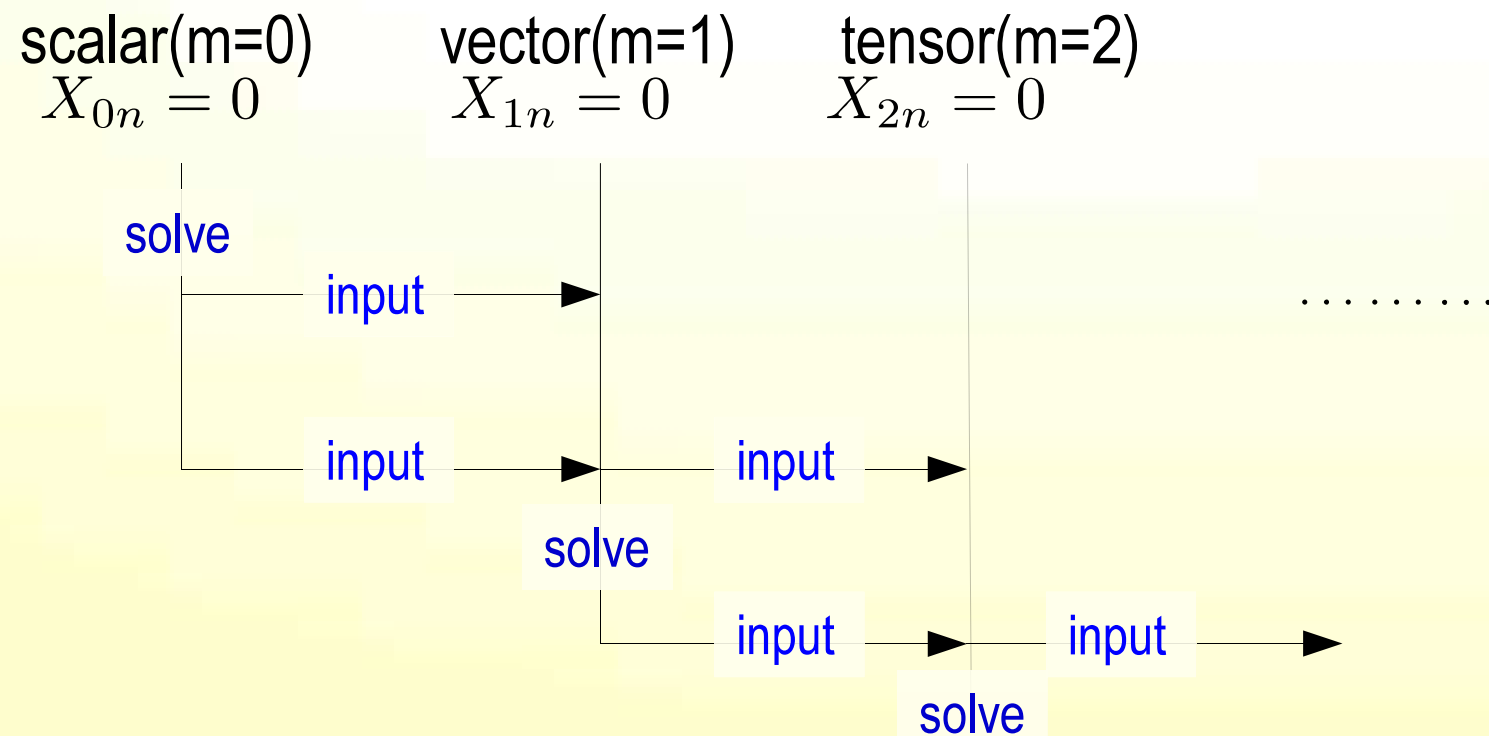 scalar(m=0) vector(m=1) tensor(m=2)
X_{0n} = 0 X_{1n} = 0 X_{2n} = 0
solve
input .........
input input
solve
input input
solve